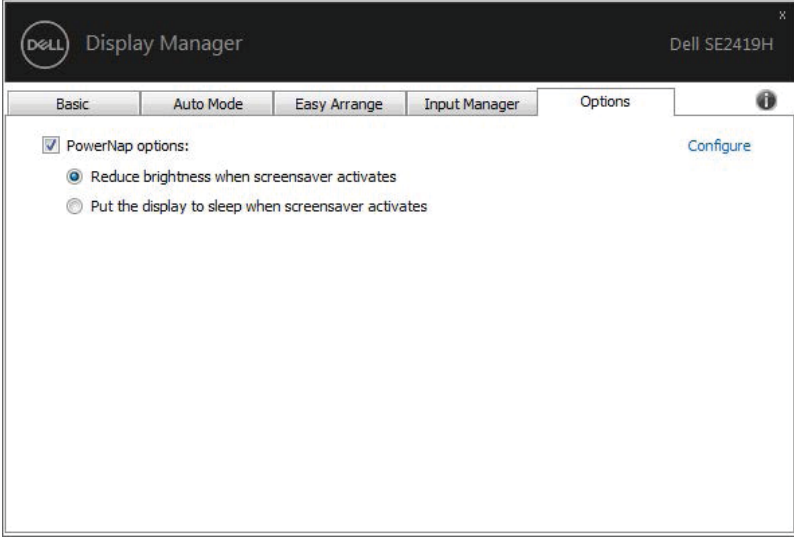 x
DELL Display Manager Dell SE2419H
Basic Auto Mode Easy Arrange Input Manager Options i
PowerNap options: Configure
Reduce brightness when screensaver activates
Put the display to sleep when screensaver activates